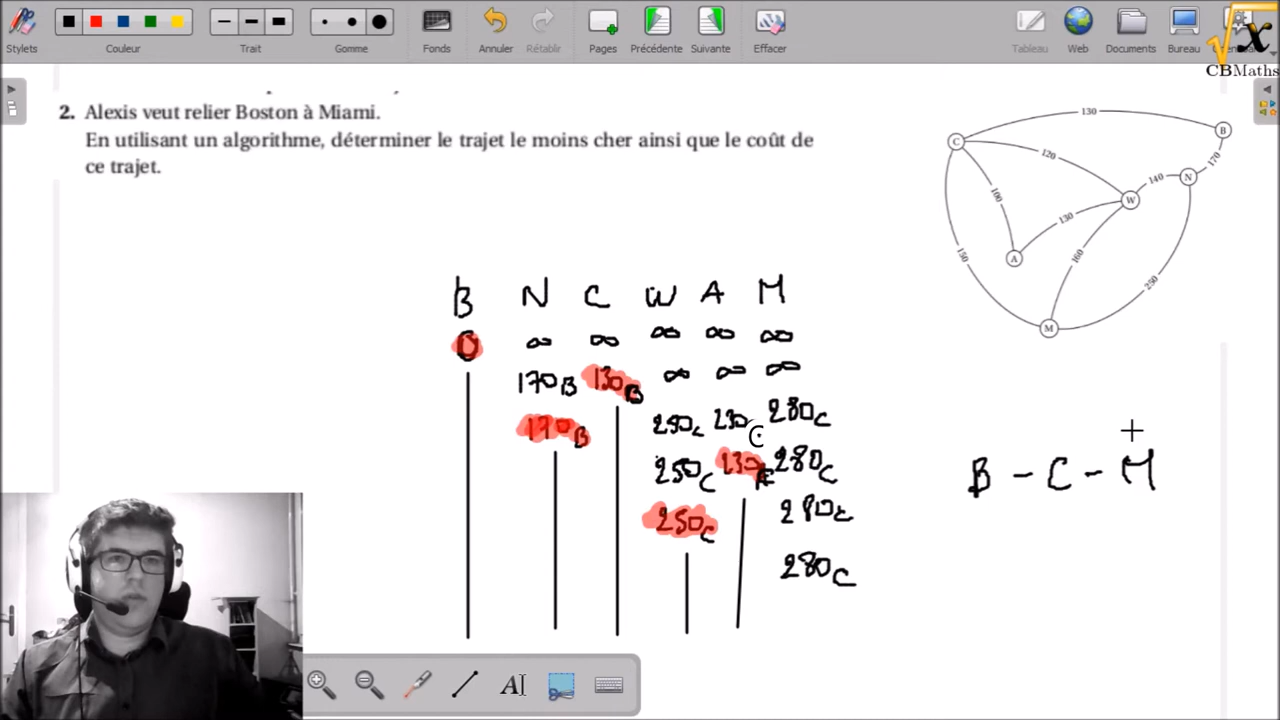 Stylets Couleur Trait Gomme Fonds Annuler Rétablir Pages Précédente Suivante Effacer Tableau Web Documents Bureau
CBMaths
2. Alexis veut relier Boston à Miami.
En utilisant un algorithme, déterminer le trajet le moins cher ainsi que le coût de
ce trajet.
130
B
C
120
170
N
140
W
100
130
A
150
160
250
M
B N C W A M
0 ∞ ∞ ∞ ∞ ∞
170B 130B ∞ ∞ ∞
170B 250C 230C 280C
250C 230C 280C
250C 280C
280C
B - C - M
AI